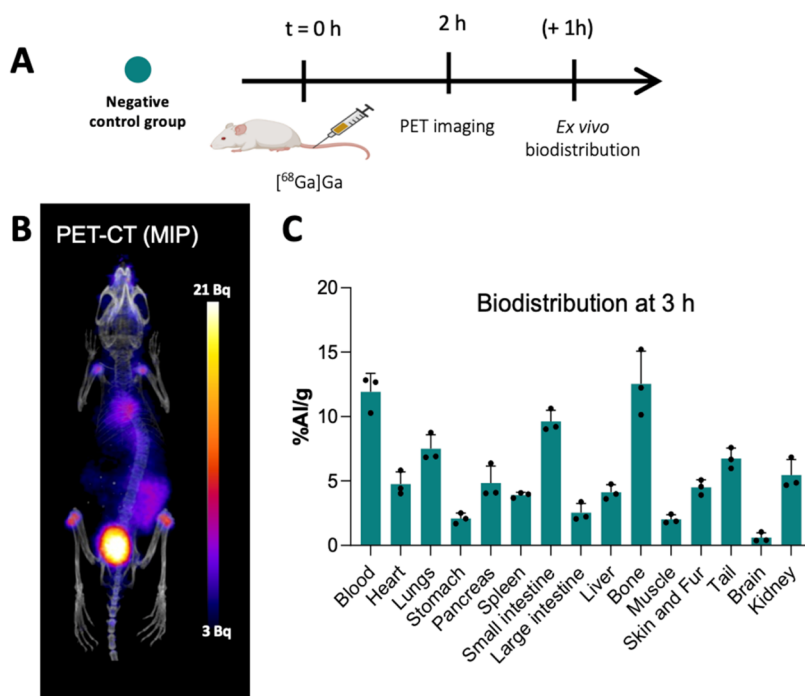 A
Negative
control group
t = 0 h
2 h
(+ 1h)
[⁶⁸Ga]Ga
PET imaging
Ex vivo
biodistribution
B
PET-CT (MIP)
21 Bq
3 Bq
C
Biodistribution at 3 h
%AI/g
20
15
10
5
0
Blood
Heart
Lungs
Stomach
Pancreas
Spleen
Small intestine
Large intestine
Liver
Bone
Muscle
Skin and Fur
Tail
Brain
Kidney